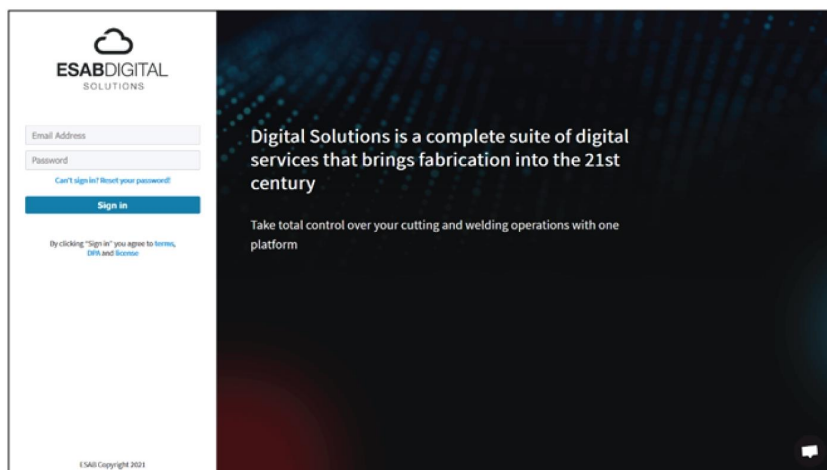 ESABDIGITAL
SOLUTIONS
Email Address
Password
Can't sign in? Reset your password!
Sign in
By clicking "Sign in" you agree to terms,
DPA and license
ESAB Copyright 2021
Digital Solutions is a complete suite of digital
services that brings fabrication into the 21st
century
Take total control over your cutting and welding operations with one
platform